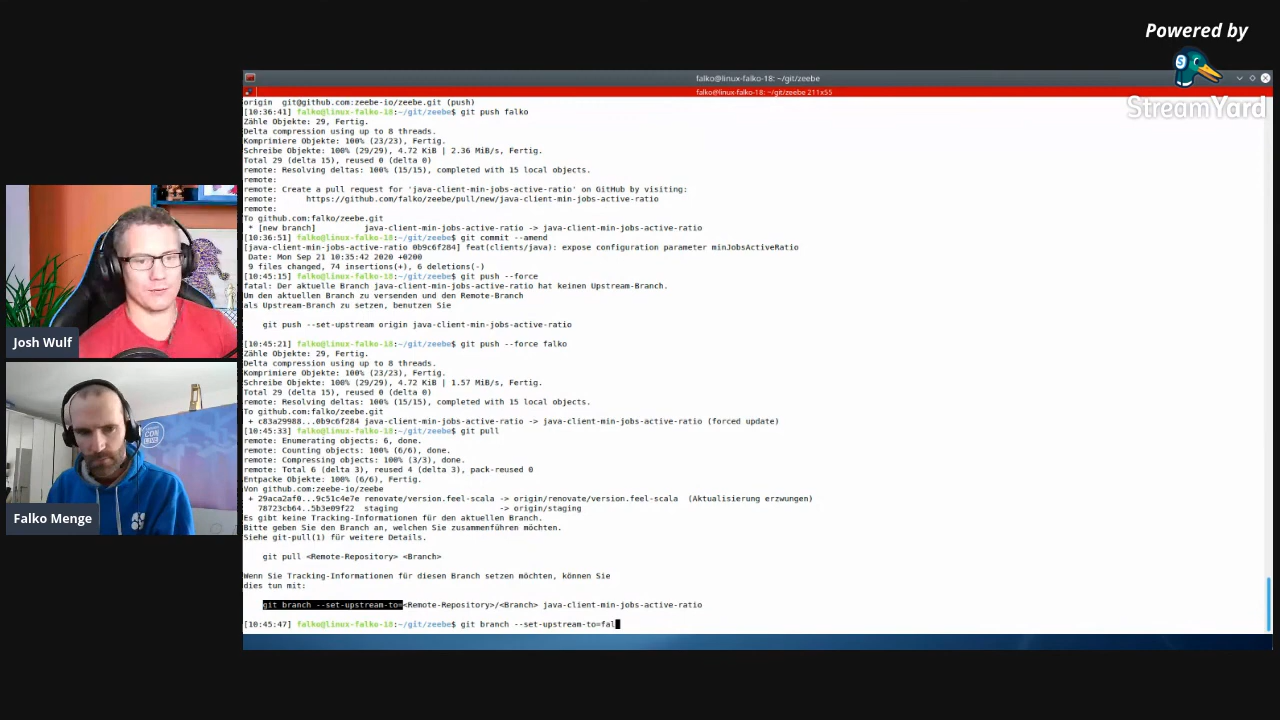 Powered by
StreamYard
falko@linux-falko-18: ~/git/zeebe
falko@linux-falko-18: ~/git/zeebe 211x55
origin  git@github.com:zeebe-io/zeebe.git (push)
[10:36:41] falko@linux-falko-18:~/git/zeebe$ git push falko
Zähle Objekte: 29, Fertig.
Delta compression using up to 8 threads.
Komprimiere Objekte: 100% (23/23), Fertig.
Schreibe Objekte: 100% (29/29), 4.72 KiB | 2.36 MiB/s, Fertig.
Total 29 (delta 15), reused 0 (delta 0)
remote: Resolving deltas: 100% (15/15), completed with 15 local objects.
remote:
remote: Create a pull request for 'java-client-min-jobs-active-ratio' on GitHub by visiting:
remote:      https://github.com/falko/zeebe/pull/new/java-client-min-jobs-active-ratio
remote:
To github.com:falko/zeebe.git
 * [new branch]          java-client-min-jobs-active-ratio -> java-client-min-jobs-active-ratio
[10:36:51] falko@linux-falko-18:~/git/zeebe$ git commit --amend
[java-client-min-jobs-active-ratio 0b9c6f284] feat(clients/java): expose configuration parameter minJobsActiveRatio
 Date: Mon Sep 21 10:35:42 2020 +0200
 9 files changed, 74 insertions(+), 6 deletions(-)
[10:45:15] falko@linux-falko-18:~/git/zeebe$ git push --force
fatal: Der aktuelle Branch java-client-min-jobs-active-ratio hat keinen Upstream-Branch.
Um den aktuellen Branch zu versenden und den Remote-Branch
als Upstream-Branch zu setzen, benutzen Sie
    git push --set-upstream origin java-client-min-jobs-active-ratio
[10:45:21] falko@linux-falko-18:~/git/zeebe$ git push --force falko
Zähle Objekte: 29, Fertig.
Delta compression using up to 8 threads.
Komprimiere Objekte: 100% (23/23), Fertig.
Schreibe Objekte: 100% (29/29), 4.72 KiB | 1.57 MiB/s, Fertig.
Total 29 (delta 15), reused 0 (delta 0)
remote: Resolving deltas: 100% (15/15), completed with 15 local objects.
To github.com:falko/zeebe.git
 + c83a29988...0b9c6f284 java-client-min-jobs-active-ratio -> java-client-min-jobs-active-ratio (forced update)
[10:45:33] falko@linux-falko-18:~/git/zeebe$ git pull
remote: Enumerating objects: 6, done.
remote: Counting objects: 100% (6/6), done.
remote: Compressing objects: 100% (3/3), done.
remote: Total 6 (delta 3), reused 4 (delta 3), pack-reused 0
Entpacke Objekte: 100% (6/6), Fertig.
Von github.com:zeebe-io/zeebe
 + 29aca2af0...9c51c4e7e renovate/version.feel-scala -> origin/renovate/version.feel-scala  (Aktualisierung erzwungen)
   78723cb64..5b3e09f22  staging                     -> origin/staging
Es gibt keine Tracking-Informationen für den aktuellen Branch.
Bitte geben Sie den Branch an, welchen Sie zusammenführen möchten.
Siehe git-pull(1) für weitere Details.
    git pull <Remote-Repository> <Branch>
Wenn Sie Tracking-Informationen für diesen Branch setzen möchten, können Sie
dies tun mit:
    git branch --set-upstream-to=<Remote-Repository>/<Branch> java-client-min-jobs-active-ratio
[10:45:47] falko@linux-falko-18:~/git/zeebe$ git branch --set-upstream-to=fal
Josh Wulf
Falko Menge